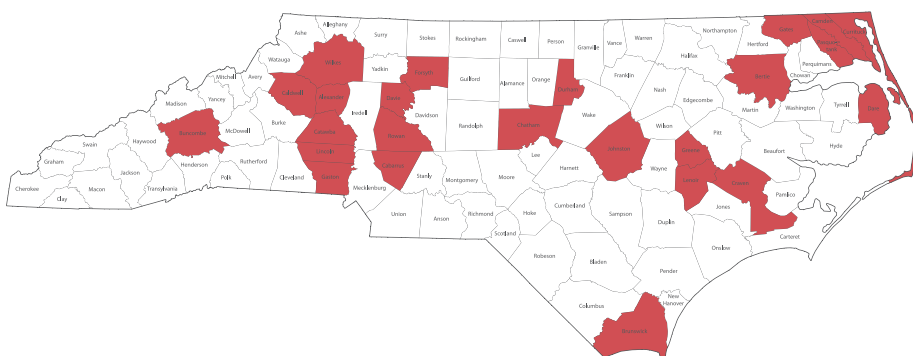 Alleghany
Ashe
Surry
Stokes
Rockingham
Caswell
Person
Granville
Vance
Warren
Northampton
Gates
Camden
Currituck
Halifax
Hertford
Watauga
Wilkes
Yadkin
Forsyth
Guilford
Alamance
Orange
Durham
Franklin
Bertie
Chowan
Perquimans
Mitchell
Avery
Caldwell
Alexander
Iredell
Davie
Nash
Edgecombe
Martin
Washington
Tyrrell
Dare
Madison
Yancey
Burke
McDowell
Davidson
Randolph
Chatham
Wake
Wilson
Pitt
Beaufort
Hyde
Haywood
Buncombe
Catawba
Rowan
Johnston
Greene
Swain
Graham
Jackson
Henderson
Rutherford
Lincoln
Cabarrus
Stanly
Montgomery
Moore
Lee
Harnett
Wayne
Lenoir
Craven
Pamlico
Cherokee
Macon
Clay
Transylvania
Polk
Cleveland
Gaston
Mecklenburg
Jones
Union
Anson
Richmond
Hoke
Cumberland
Sampson
Duplin
Carteret
Scotland
Robeson
Bladen
Onslow
Pender
Columbus
New
Hanover
Brunswick